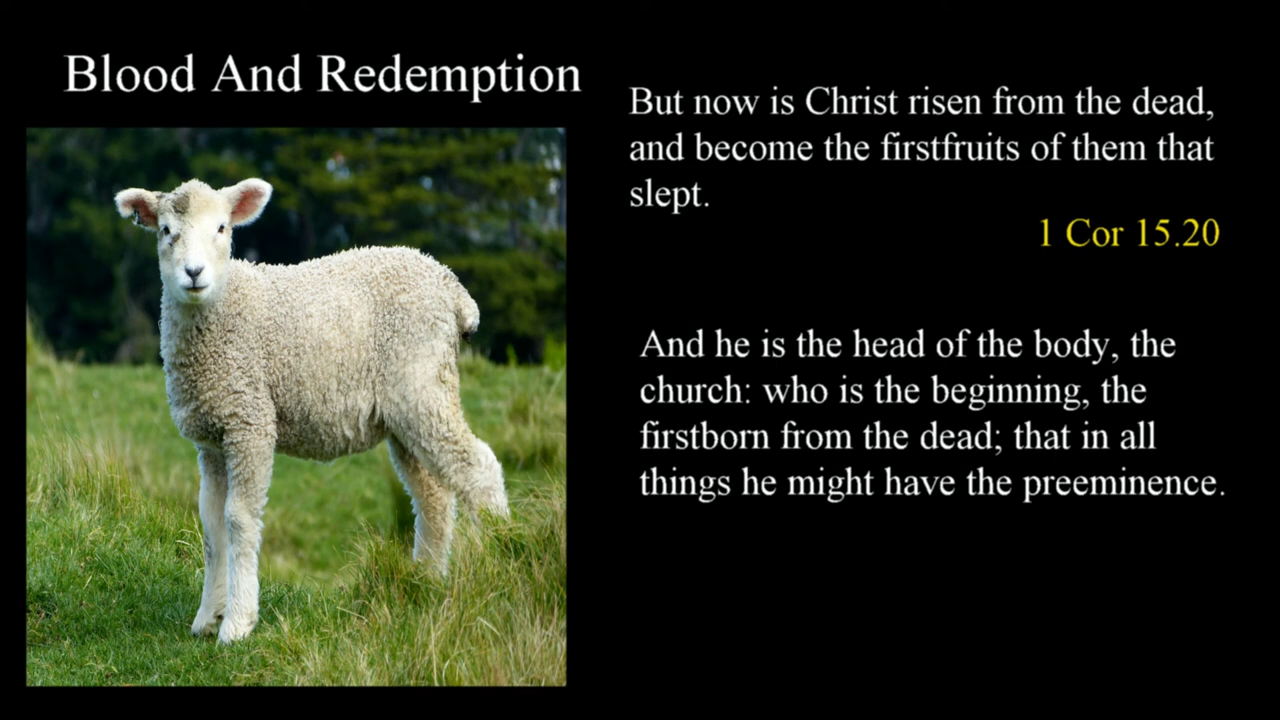 Blood And Redemption
But now is Christ risen from the dead,
and become the firstfruits of them that
slept.
1 Cor 15.20
And he is the head of the body, the
church: who is the beginning, the
firstborn from the dead; that in all
things he might have the preeminence.